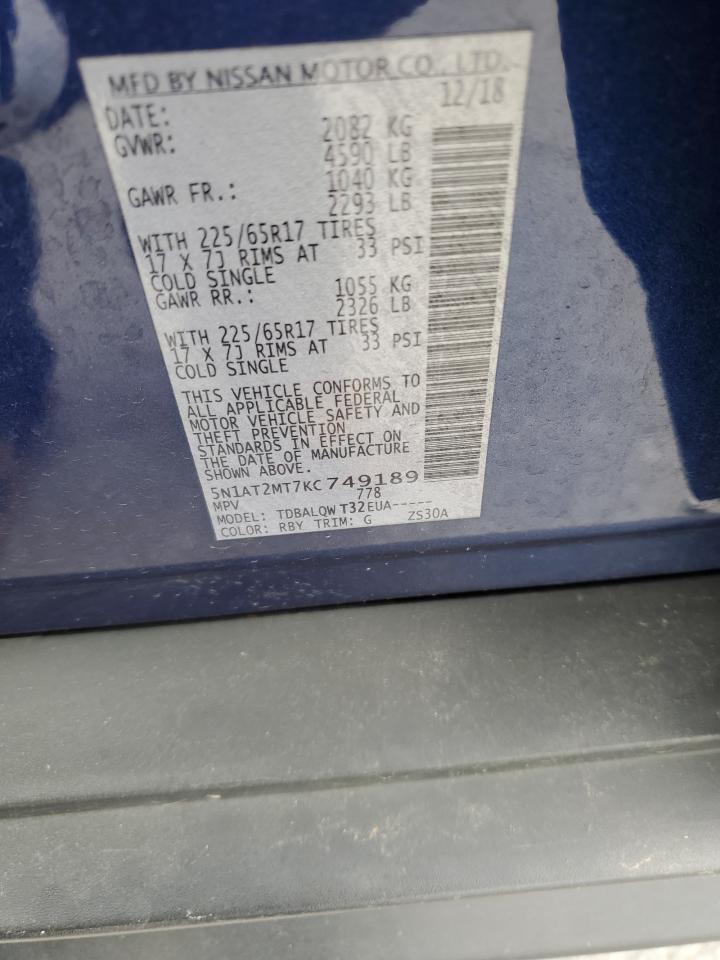 MFD BY NISSAN MOTOR CO., LTD.
DATE: 12/18
GVWR: 2082 KG
4590 LB
GAWR FR.: 1040 KG
2293 LB
WITH 225/65R17 TIRES
17 X 7J RIMS AT 33 PSI
COLD SINGLE
GAWR RR.: 1055 KG
2326 LB
WITH 225/65R17 TIRES
17 X 7J RIMS AT 33 PSI
COLD SINGLE
THIS VEHICLE CONFORMS TO
ALL APPLICABLE FEDERAL
MOTOR VEHICLE SAFETY AND
THEFT PREVENTION
STANDARDS IN EFFECT ON
THE DATE OF MANUFACTURE
SHOWN ABOVE.
5N1AT2MT7KC749189
MPV 778
MODEL: TDBALQW T32EUA-----
COLOR: RBY TRIM: G ZS30A